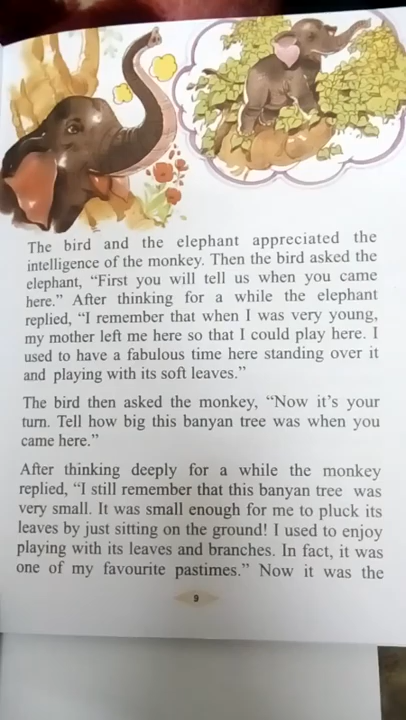 The bird and the elephant appreciated the
intelligence of the monkey. Then the bird asked the
elephant, “First you will tell us when you came
here.” After thinking for a while the elephant
replied, “I remember that when I was very young,
my mother left me here so that I could play here. I
used to have a fabulous time here standing over it
and playing with its soft leaves.”
The bird then asked the monkey, “Now it’s your
turn. Tell how big this banyan tree was when you
came here.”
After thinking deeply for a while the monkey
replied, “I still remember that this banyan tree was
very small. It was small enough for me to pluck its
leaves by just sitting on the ground! I used to enjoy
playing with its leaves and branches. In fact, it was
one of my favourite pastimes.” Now it was the
9